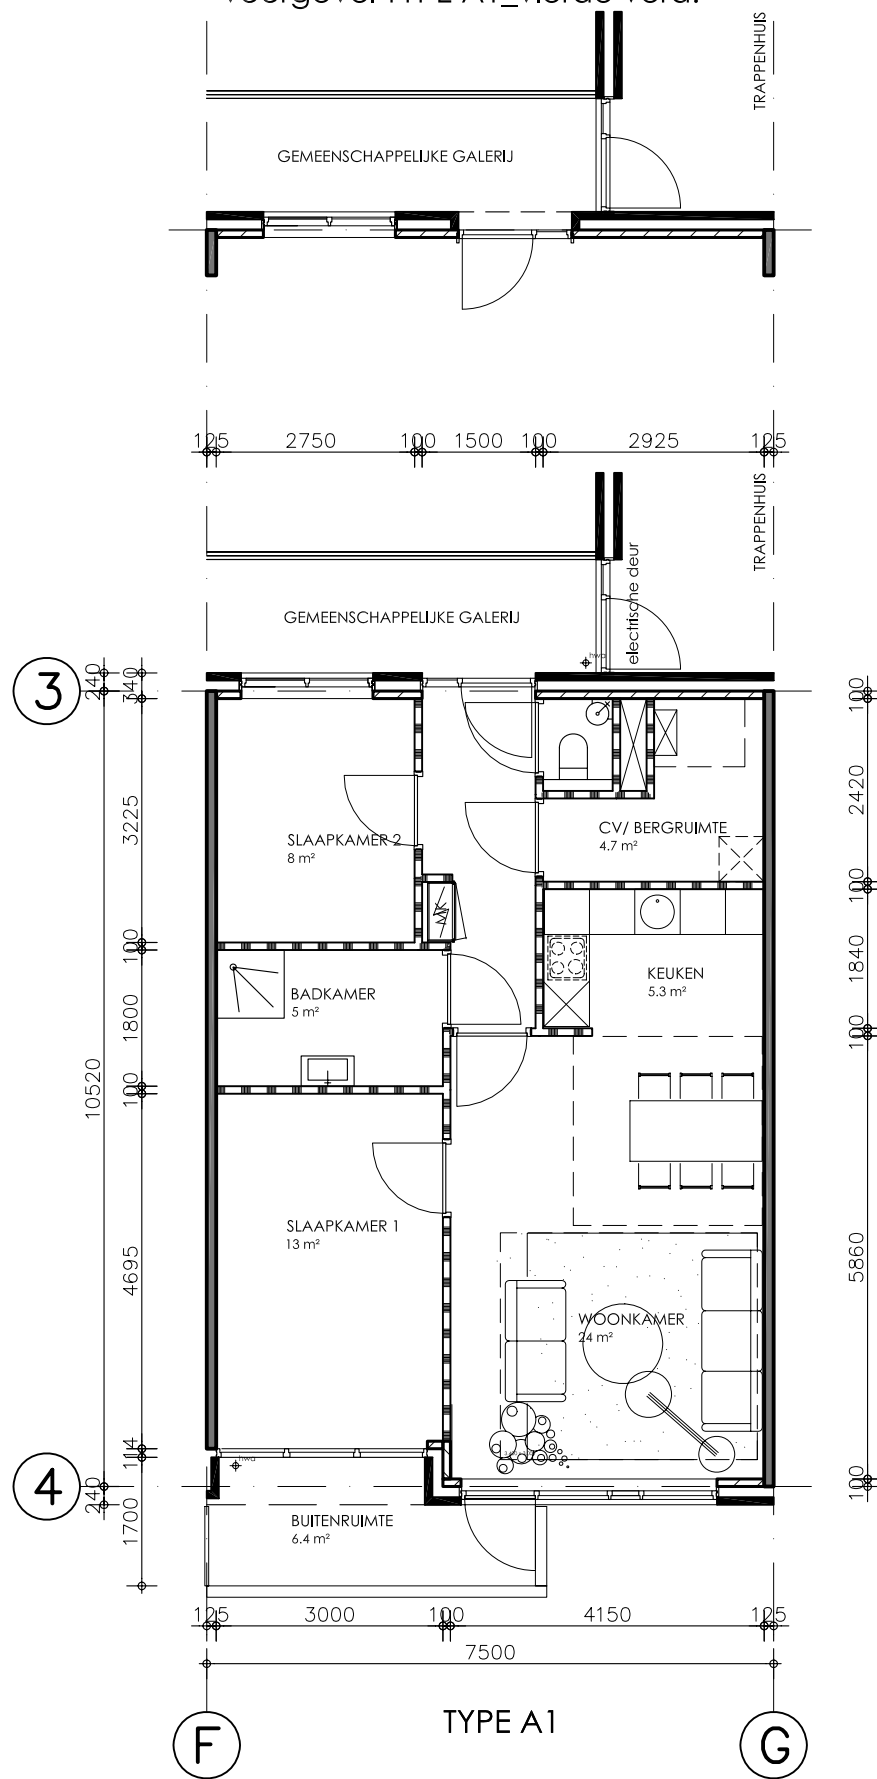 TRAPPENHUIS
GEMEENSCHAPPELIJKE GALERIJ
125 2750 100 1500 100 2925 125
TRAPPENHUIS
electrische deur
GEMEENSCHAPPELIJKE GALERIJ
hwa
3
240
340
100
3225
2420
SLAAPKAMER 2
8 m²
CV/ BERGRUIMTE
4.7 m²
100
100
MK
KEUKEN
5.3 m²
1840
BADKAMER
5 m²
1800
100
100
10520
SLAAPKAMER 1
13 m²
4695
5860
WOONKAMER
24 m²
114
hwa
4
240
100
1700
BUITENRUIMTE
6.4 m²
125 3000 100 4150 125
7500
TYPE A1
F
G